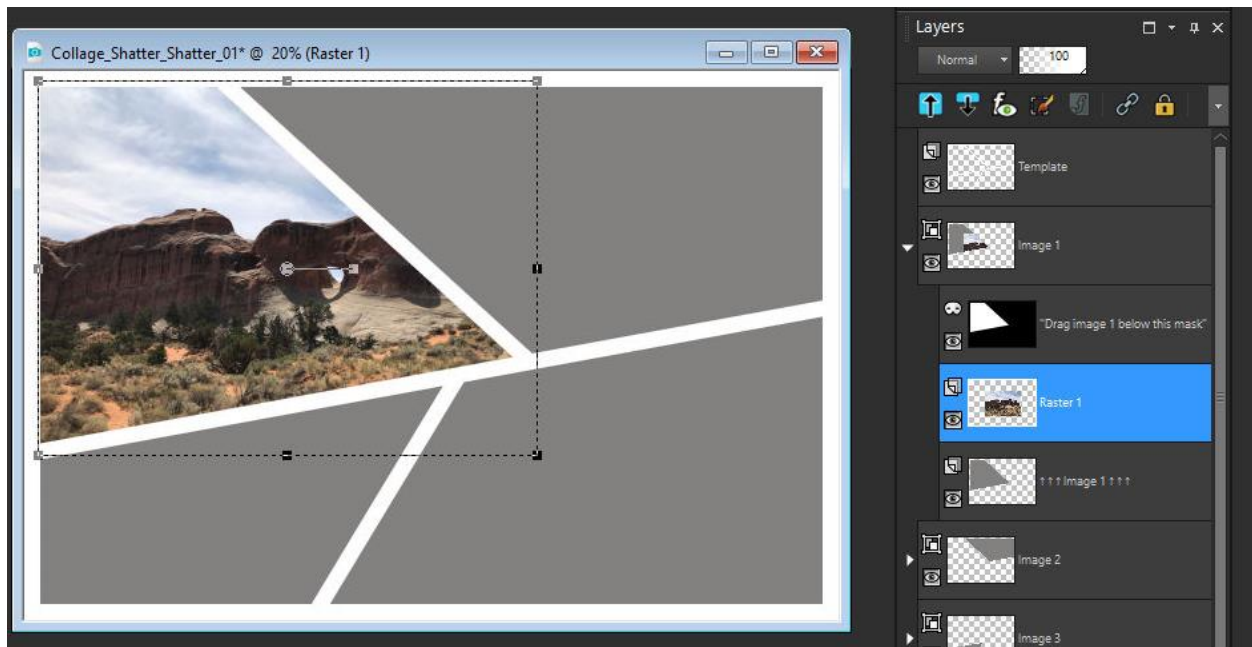 Collage_Shatter_Shatter_01* @ 20% (Raster 1)
Layers
Normal
100
Template
Image 1
"Drag image 1 below this mask"
Raster 1
↑↑↑Image 1↑↑↑
Image 2
Image 3